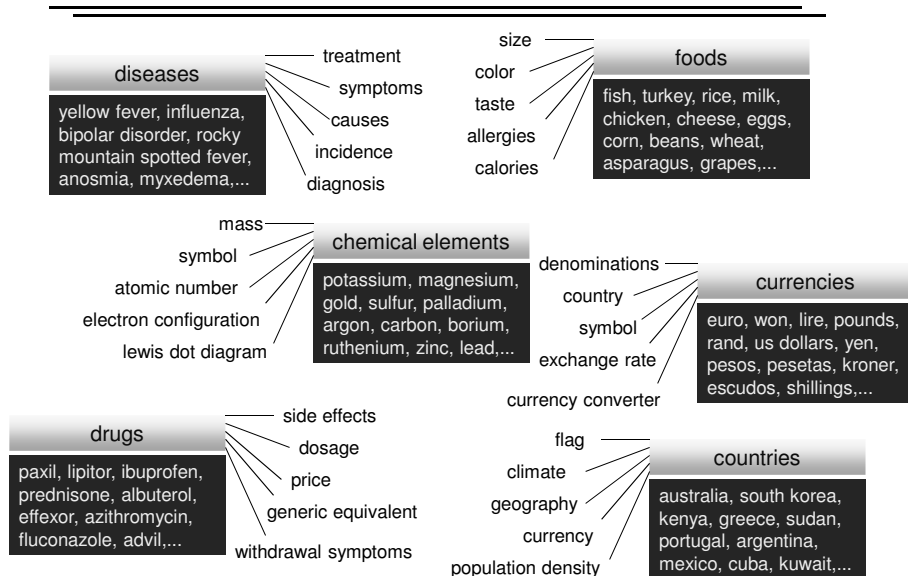 diseases
yellow fever, influenza,
bipolar disorder, rocky
mountain spotted fever,
anosmia, myxedema,...
treatment
symptoms
causes
incidence
diagnosis
size
color
taste
allergies
calories
foods
fish, turkey, rice, milk,
chicken, cheese, eggs,
corn, beans, wheat,
asparagus, grapes,...
mass
symbol
atomic number
electron configuration
lewis dot diagram
chemical elements
potassium, magnesium,
gold, sulfur, palladium,
argon, carbon, borium,
ruthenium, zinc, lead,...
denominations
country
symbol
exchange rate
currency converter
currencies
euro, won, lire, pounds,
rand, us dollars, yen,
pesos, pesetas, kroner,
escudos, shillings,...
drugs
paxil, lipitor, ibuprofen,
prednisone, albuterol,
effexor, azithromycin,
fluconazole, advil,...
side effects
dosage
price
generic equivalent
withdrawal symptoms
flag
climate
geography
currency
population density
countries
australia, south korea,
kenya, greece, sudan,
portugal, argentina,
mexico, cuba, kuwait,...